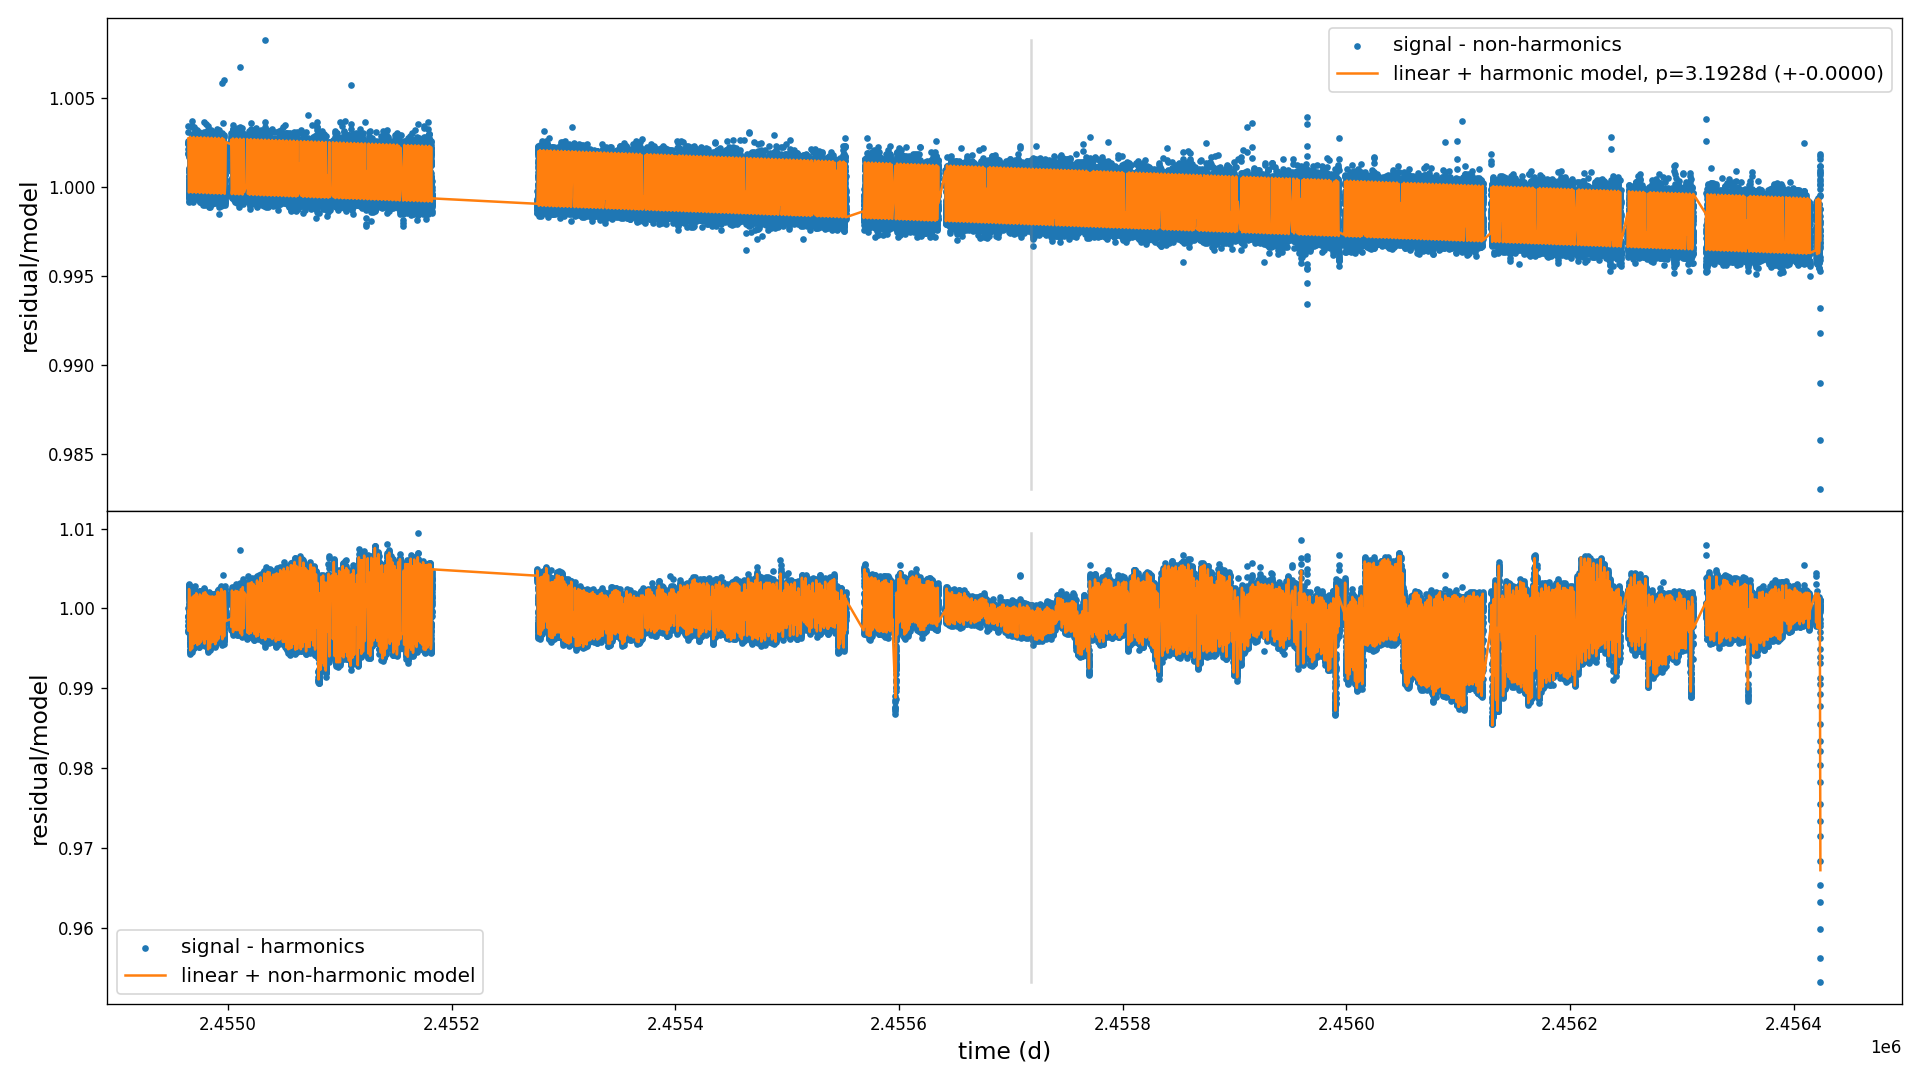 signal - non-harmonics
linear + harmonic model, p=3.1928d (+-0.0000)
1.005
1.000
0.995
0.990
0.985
residual/model
1.01
1.00
0.99
0.98
0.97
0.96
residual/model
signal - harmonics
linear + non-harmonic model
2.4550 2.4552 2.4554 2.4556 2.4558 2.4560 2.4562 2.4564
1e6
time (d)